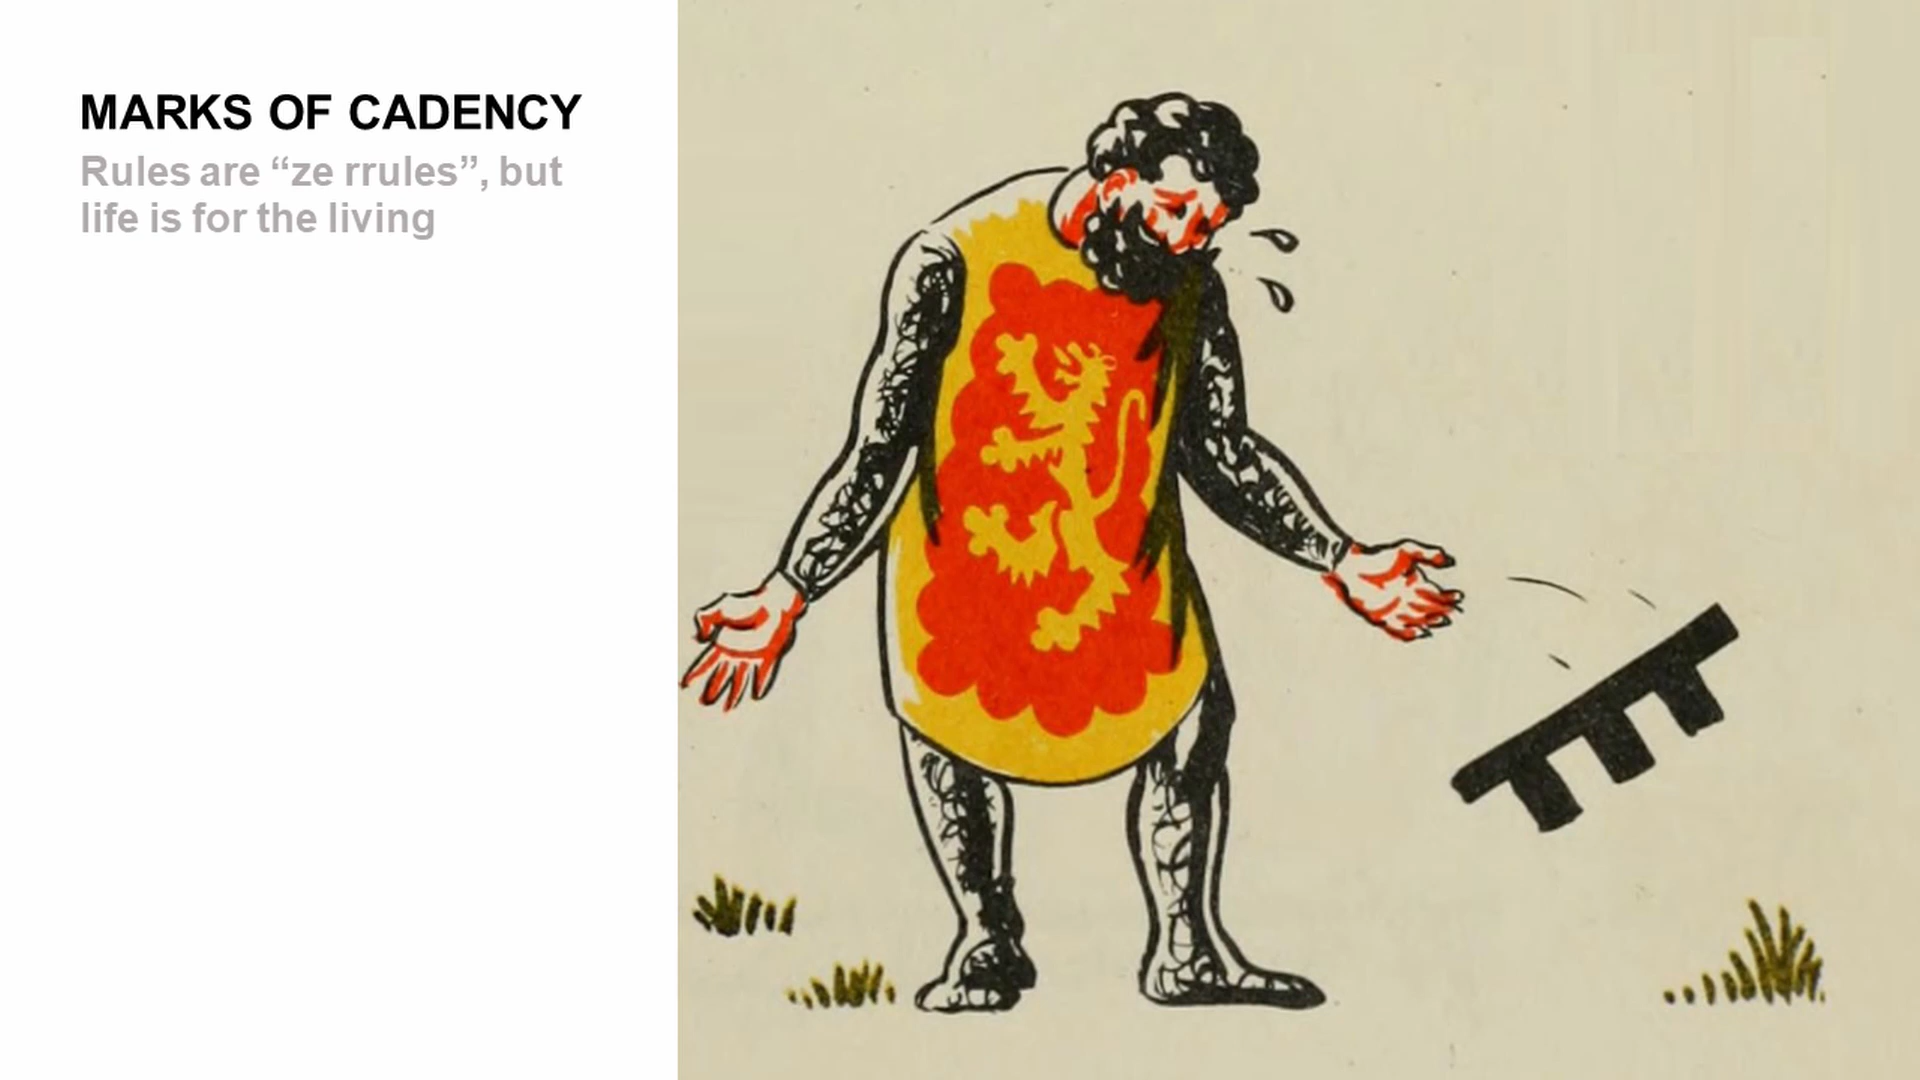 MARKS OF CADENCY
Rules are “ze rrules”, but
life is for the living